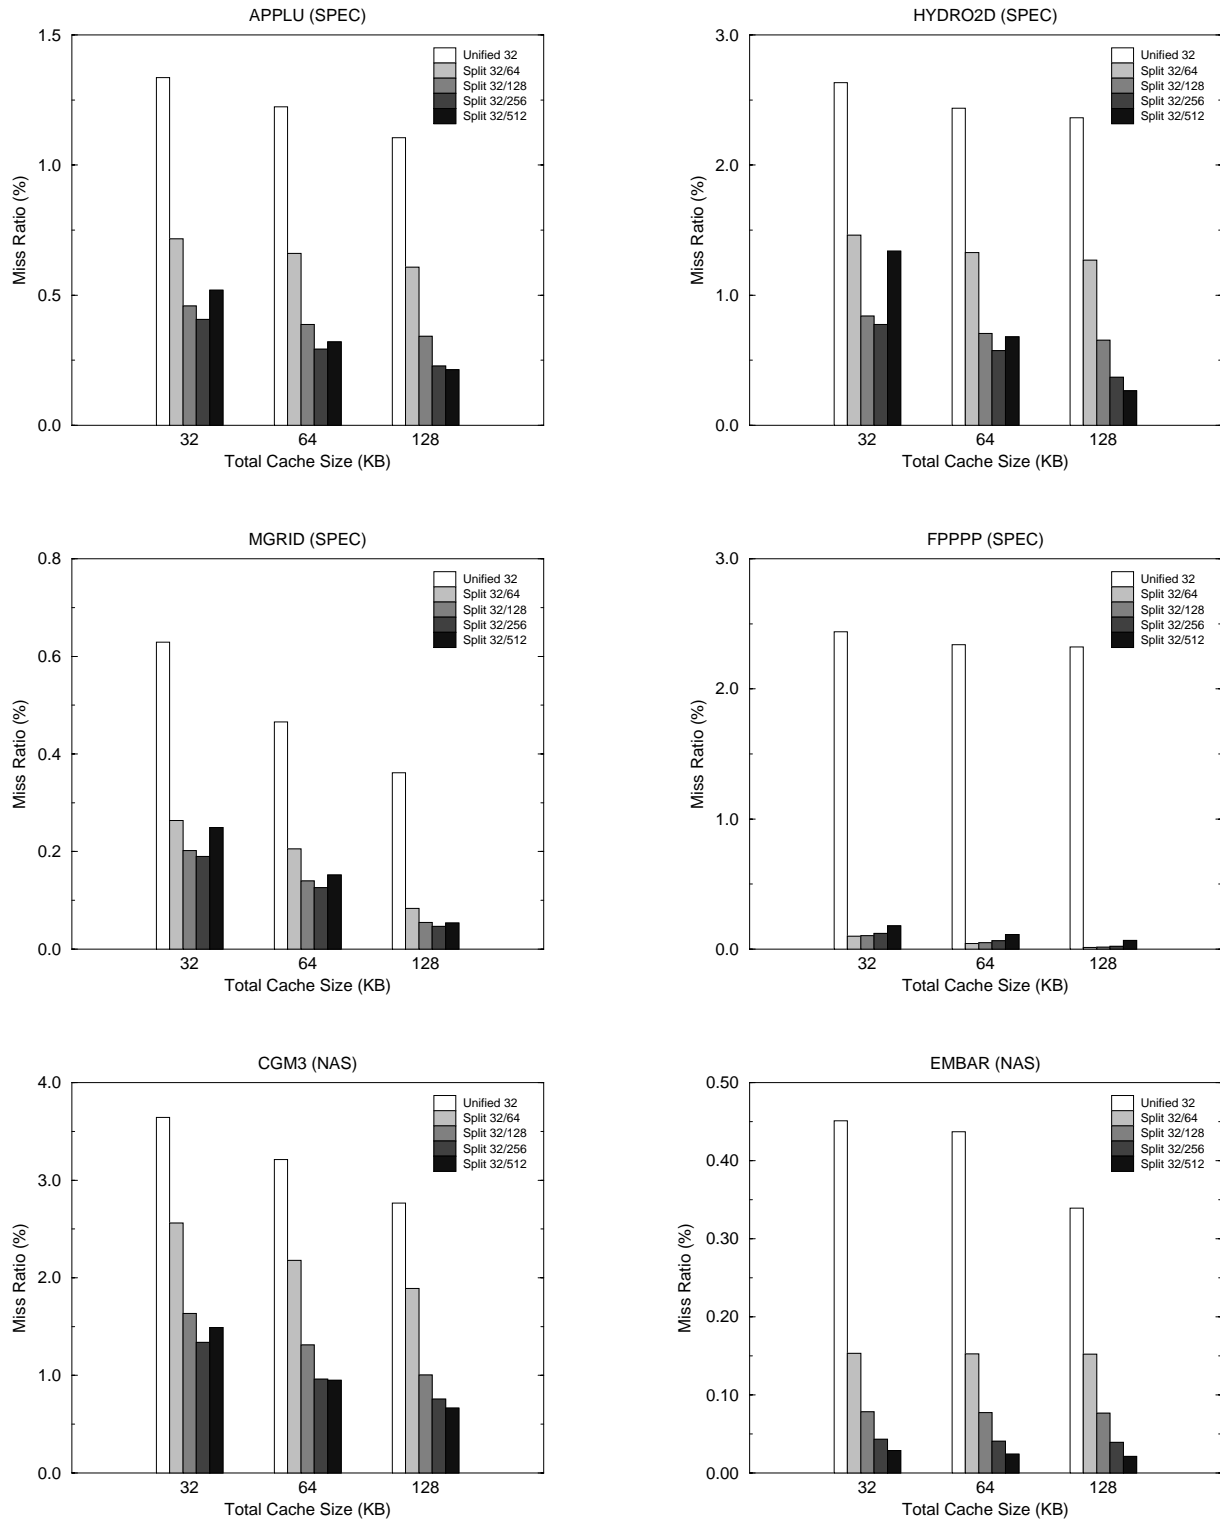 APPLU (SPEC)
1.5
1.0
0.5
0.0
Miss Ratio (%)
Unified 32
Split 32/64
Split 32/128
Split 32/256
Split 32/512
32 64 128
Total Cache Size (KB)
HYDRO2D (SPEC)
3.0
2.0
1.0
0.0
Miss Ratio (%)
Unified 32
Split 32/64
Split 32/128
Split 32/256
Split 32/512
32 64 128
Total Cache Size (KB)
MGRID (SPEC)
0.8
0.6
0.4
0.2
0.0
Miss Ratio (%)
Unified 32
Split 32/64
Split 32/128
Split 32/256
Split 32/512
32 64 128
Total Cache Size (KB)
FPPPP (SPEC)
3.0
2.0
1.0
0.0
Miss Ratio (%)
Unified 32
Split 32/64
Split 32/128
Split 32/256
Split 32/512
32 64 128
Total Cache Size (KB)
CGM3 (NAS)
4.0
3.0
2.0
1.0
0.0
Miss Ratio (%)
Unified 32
Split 32/64
Split 32/128
Split 32/256
Split 32/512
32 64 128
Total Cache Size (KB)
EMBAR (NAS)
0.50
0.40
0.30
0.20
0.10
0.00
Miss Ratio (%)
Unified 32
Split 32/64
Split 32/128
Split 32/256
Split 32/512
32 64 128
Total Cache Size (KB)